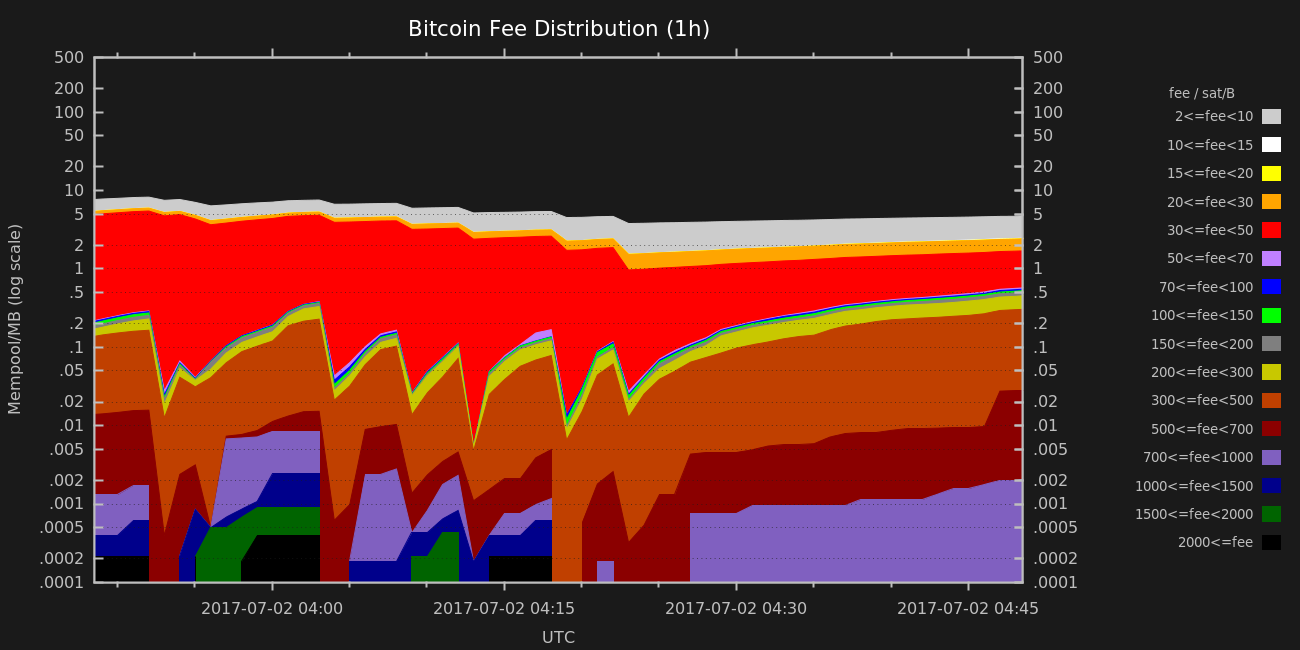 Bitcoin Fee Distribution (1h)
500 500
200 200
100 100
50 50
20 20
10 10
5 5
2 2
1 1
.5 .5
.2 .2
.1 .1
.05 .05
.02 .02
.01 .01
.005 .005
.002 .002
.001 .001
.0005 .0005
.0002 .0002
.0001 .0001
Mempool/MB (log scale)
2017-07-02 04:00 2017-07-02 04:15 2017-07-02 04:30 2017-07-02 04:45
UTC
fee / sat/B
2<=fee<10
10<=fee<15
15<=fee<20
20<=fee<30
30<=fee<50
50<=fee<70
70<=fee<100
100<=fee<150
150<=fee<200
200<=fee<300
300<=fee<500
500<=fee<700
700<=fee<1000
1000<=fee<1500
1500<=fee<2000
2000<=fee